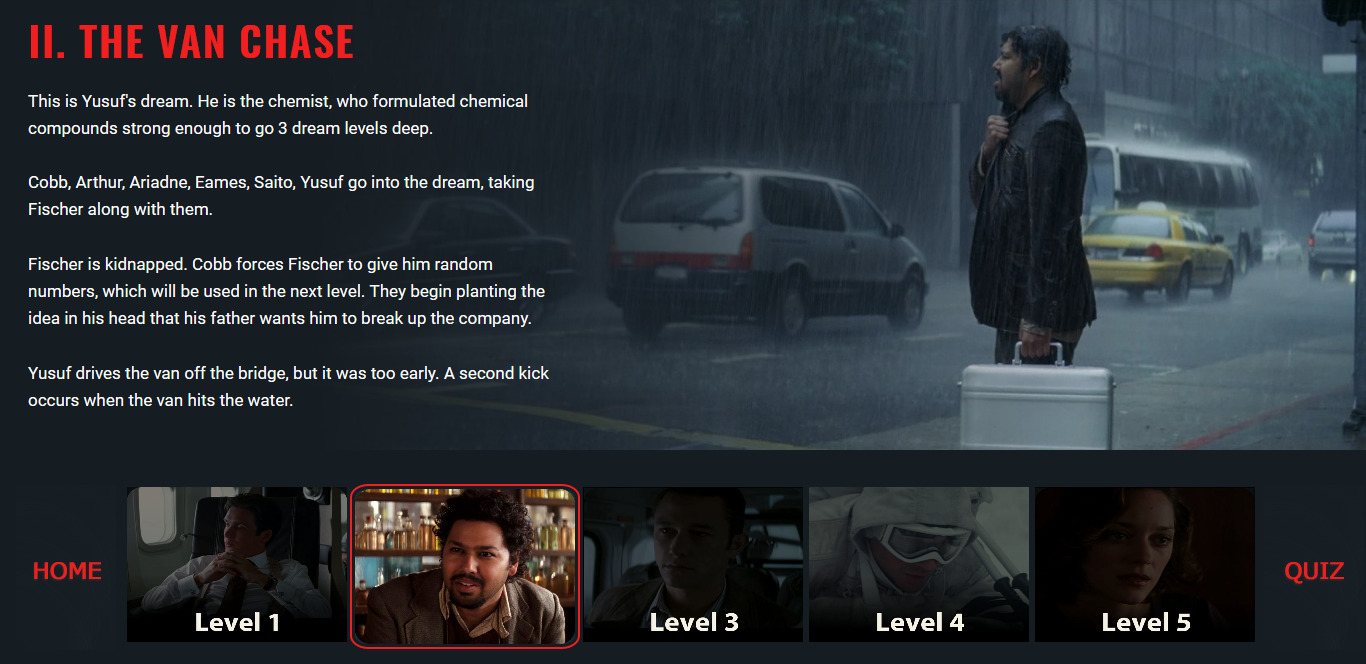 II. THE VAN CHASE
This is Yusuf's dream. He is the chemist, who formulated chemical
compounds strong enough to go 3 dream levels deep.
Cobb, Arthur, Ariadne, Eames, Saito, Yusuf go into the dream, taking
Fischer along with them.
Fischer is kidnapped. Cobb forces Fischer to give him random
numbers, which will be used in the next level. They begin planting the
idea in his head that his father wants him to break up the company.
Yusuf drives the van off the bridge, but it was too early. A second kick
occurs when the van hits the water.
HOME
Level 1
Level 3
Level 4
Level 5
QUIZ